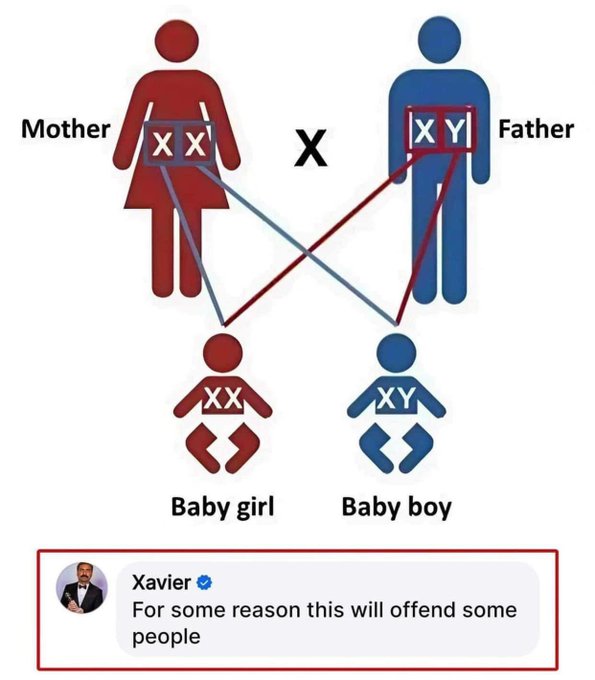 Mother
X X
X
X Y
Father
XX
XY
Baby girl
Baby boy
Xavier
For some reason this will offend some
people